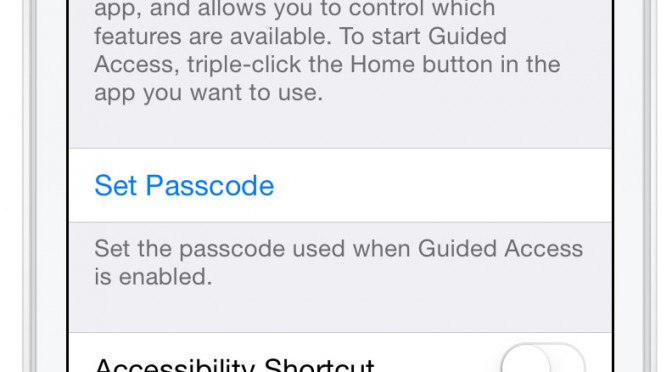 app, and allows you to control which
features are available. To start Guided
Access, triple-click the Home button in the
app you want to use.
Set Passcode
Set the passcode used when Guided Access
is enabled.
Accessibility Shortcut